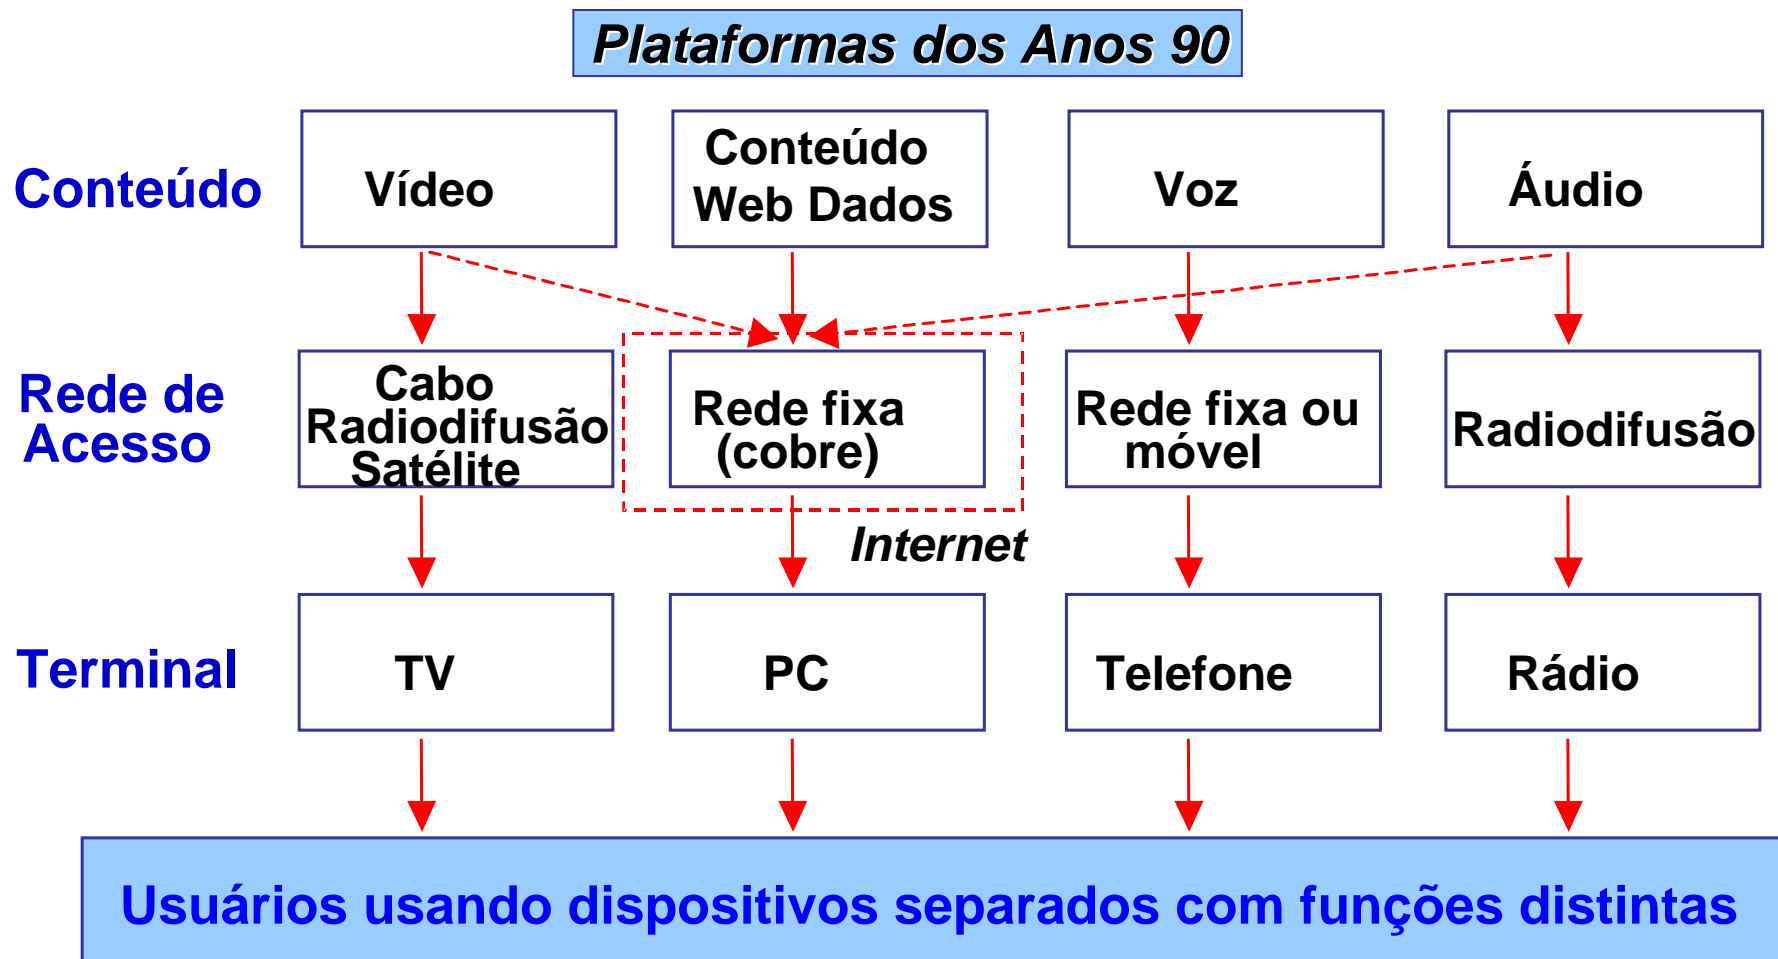 Plataformas dos Anos 90
Conteúdo
Vídeo
Conteúdo
Web Dados
Voz
Áudio
Rede de
Acesso
Cabo
Radiodifusão
Satélite
Rede fixa
(cobre)
Rede fixa ou
móvel
Radiodifusão
Internet
Terminal
TV
PC
Telefone
Rádio
Usuários usando dispositivos separados com funções distintas